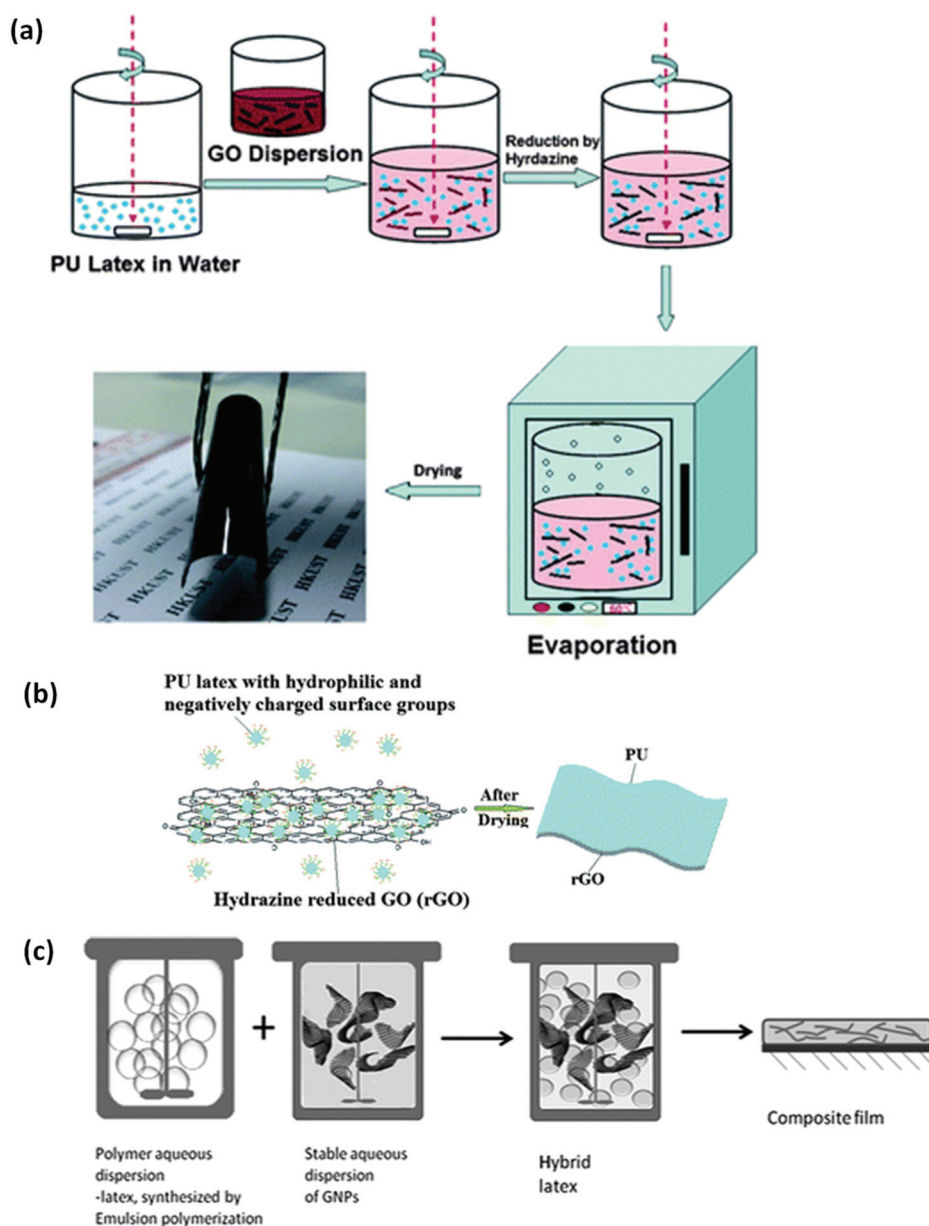 (a)
GO Dispersion
Reduction by
Hyrdazine
PU Latex in Water
Drying
HKUST
60°C
Evaporation
(b)
PU latex with hydrophilic and
negatively charged surface groups
PU
After
Drying
rGO
Hydrazine reduced GO (rGO)
(c)
+
Polymer aqueous
dispersion
-latex, synthesized by
Emulsion polymerization
Stable aqueous
dispersion
of GNPs
Hybrid
latex
Composite film